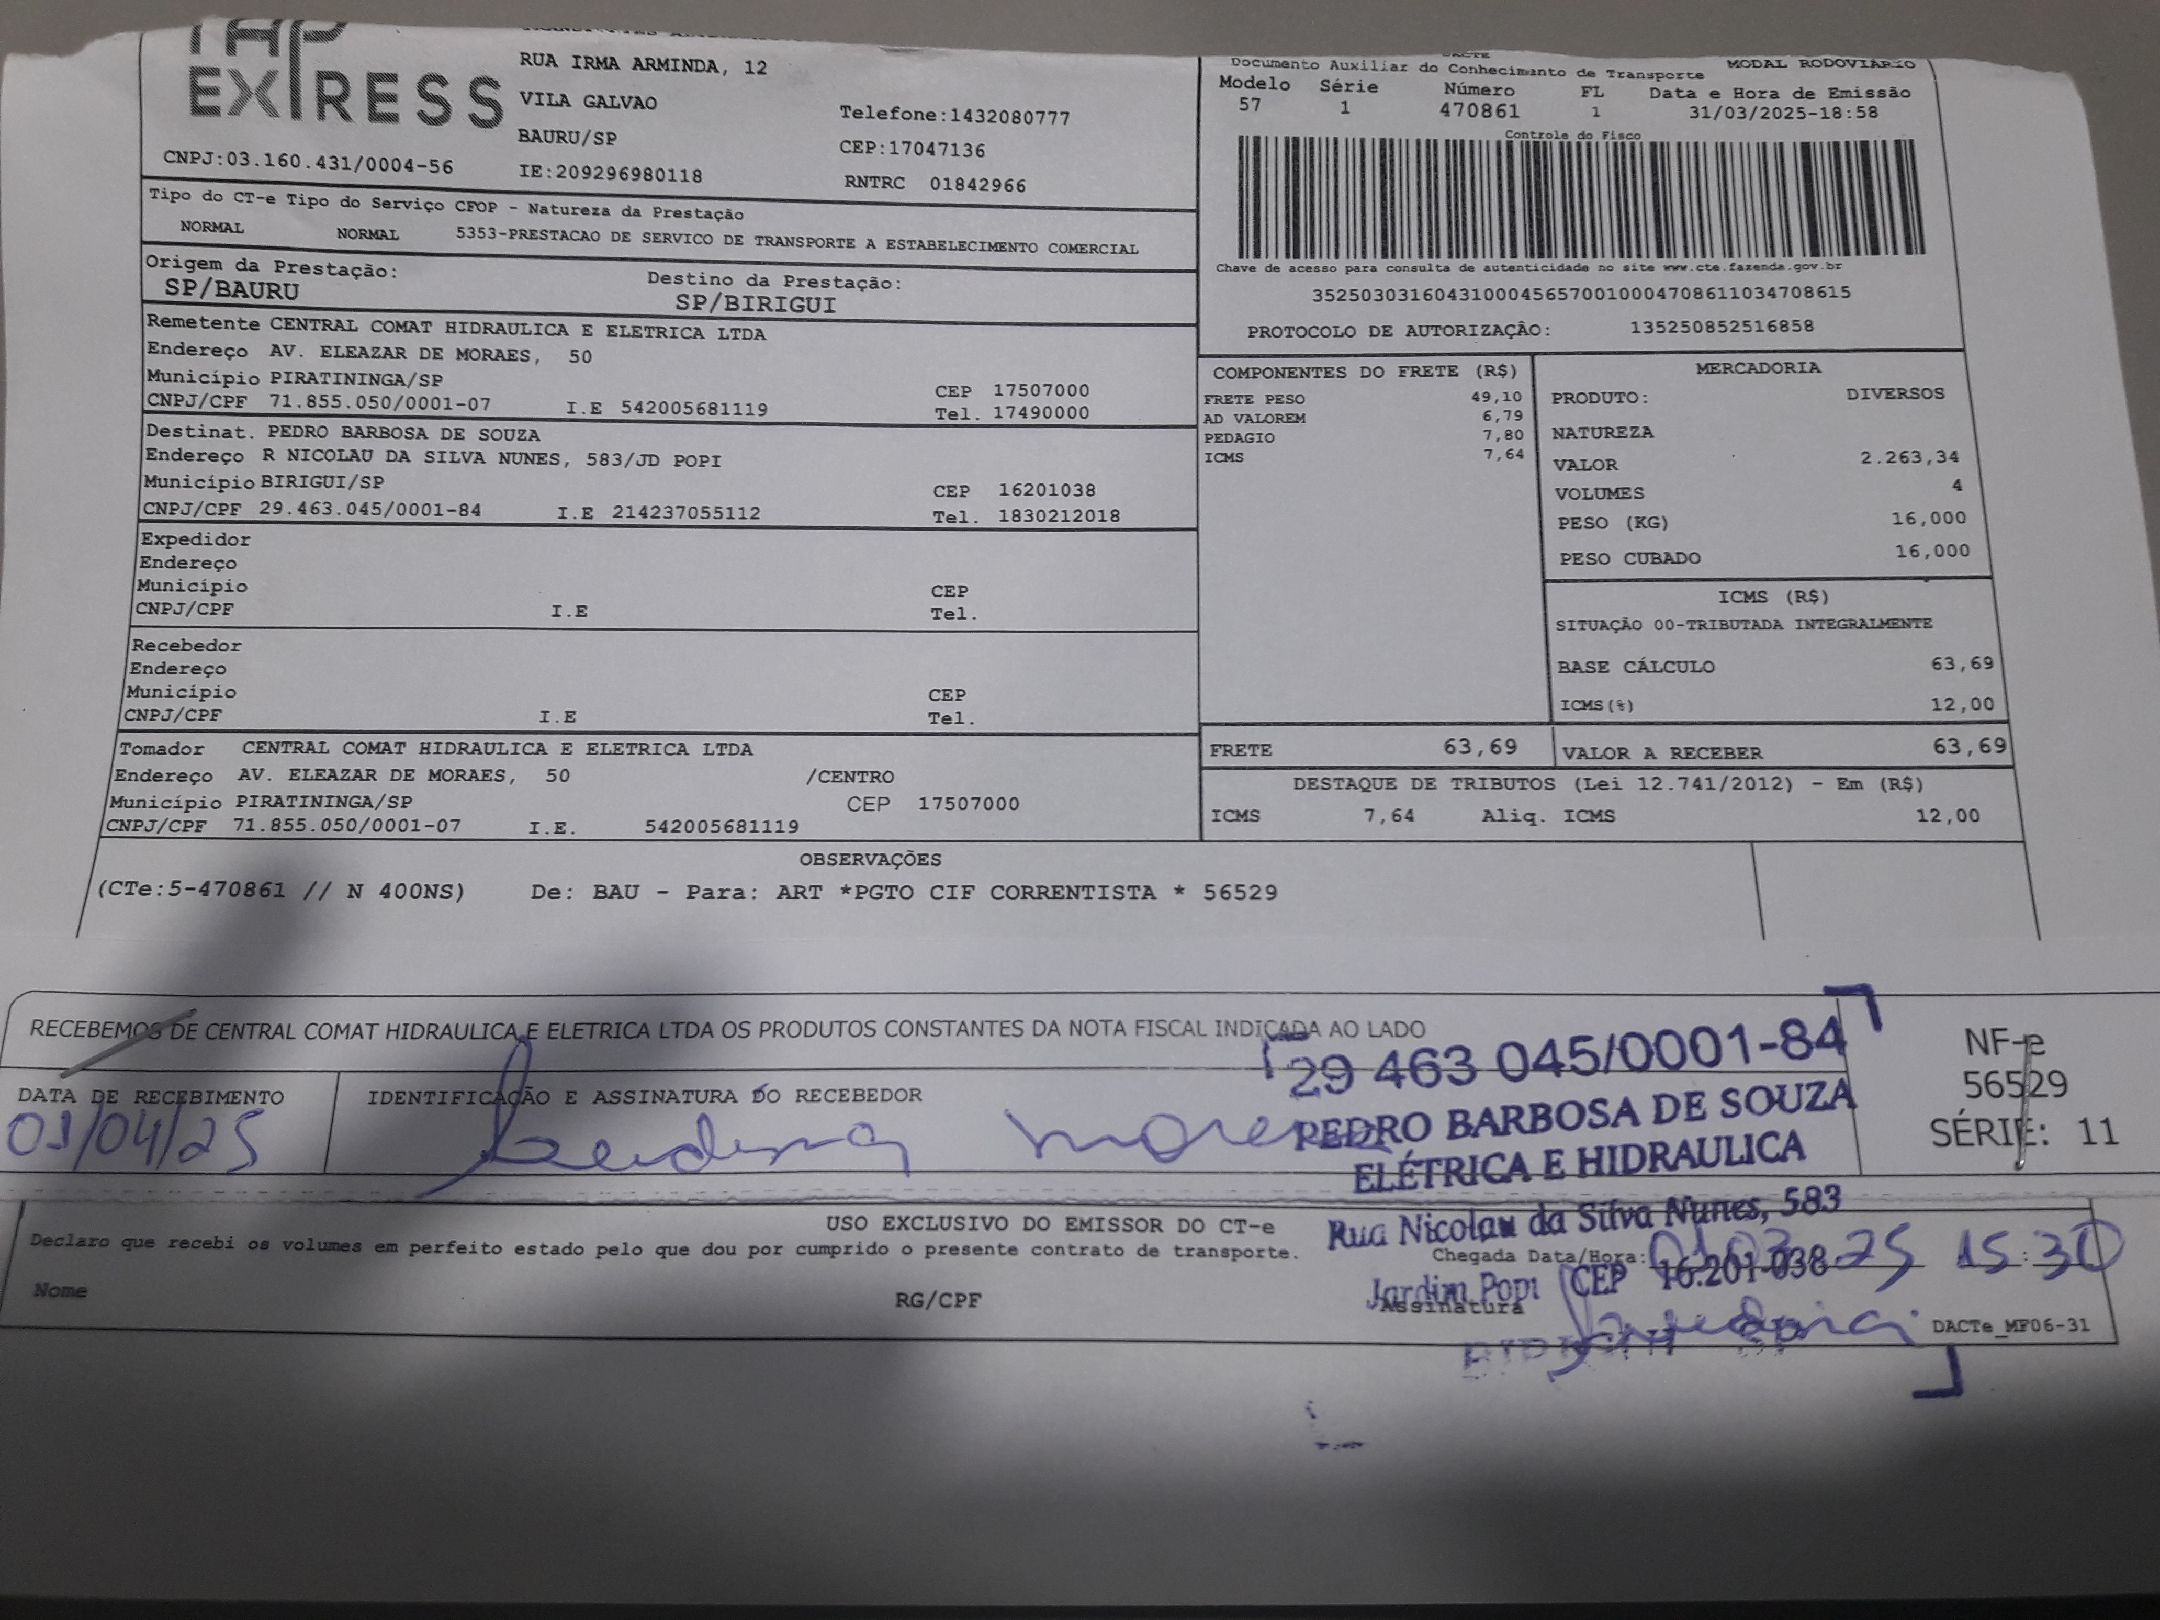 TAP
EXPRESS
RUA IRMA ARMINDA, 12
VILA GALVAO
BAURU/SP
Telefone:1432080777
CEP:17047136
CNPJ:03.160.431/0004-56
IE:209296980118
RNTRC 01842966
DACTE
Documento Auxiliar do Conhecimento de Transporte
MODAL RODOVIÁRIO
Modelo Série Número FL Data e Hora de Emissão
57 1 470861 1 31/03/2025-18:58
Controle do Fisco
Chave de acesso para consulta de autenticidade no site www.cte.fazenda.gov.br
35250303160431000456570010004708611034708615
PROTOCOLO DE AUTORIZAÇÃO: 135250852516858
Tipo do CT-e Tipo do Serviço CFOP - Natureza da Prestação
NORMAL NORMAL 5353-PRESTACAO DE SERVICO DE TRANSPORTE A ESTABELECIMENTO COMERCIAL
Origem da Prestação: Destino da Prestação:
SP/BAURU SP/BIRIGUI
Remetente CENTRAL COMAT HIDRAULICA E ELETRICA LTDA
Endereço AV. ELEAZAR DE MORAES, 50
Município PIRATININGA/SP CEP 17507000
CNPJ/CPF 71.855.050/0001-07 I.E 542005681119 Tel. 17490000
Destinat. PEDRO BARBOSA DE SOUZA
Endereço R NICOLAU DA SILVA NUNES, 583/JD POPI
Município BIRIGUI/SP CEP 16201038
CNPJ/CPF 29.463.045/0001-84 I.E 214237055112 Tel. 1830212018
Expedidor
Endereço
Município CEP
CNPJ/CPF I.E Tel.
Recebedor
Endereço
Município CEP
CNPJ/CPF I.E Tel.
Tomador CENTRAL COMAT HIDRAULICA E ELETRICA LTDA
Endereço AV. ELEAZAR DE MORAES, 50 /CENTRO
Município PIRATININGA/SP CEP 17507000
CNPJ/CPF 71.855.050/0001-07 I.E. 542005681119
COMPONENTES DO FRETE (R$)
FRETE PESO 49,10
AD VALOREM 6,79
PEDAGIO 7,80
ICMS 7,64
MERCADORIA
PRODUTO: DIVERSOS
NATUREZA
VALOR 2.263,34
VOLUMES 4
PESO (KG) 16,000
PESO CUBADO 16,000
ICMS (R$)
SITUAÇÃO 00-TRIBUTADA INTEGRALMENTE
BASE CÁLCULO 63,69
ICMS(%) 12,00
FRETE 63,69 VALOR A RECEBER 63,69
DESTAQUE DE TRIBUTOS (Lei 12.741/2012) - Em (R$)
ICMS 7,64 Aliq. ICMS 12,00
OBSERVAÇÕES
(CTe:5-470861 // N 400NS) De: BAU - Para: ART *PGTO CIF CORRENTISTA * 56529
RECEBEMOS DE CENTRAL COMAT HIDRAULICA E ELETRICA LTDA OS PRODUTOS CONSTANTES DA NOTA FISCAL INDICADA AO LADO
DATA DE RECEBIMENTO IDENTIFICAÇÃO E ASSINATURA DO RECEBEDOR
01/04/25
NF-e
56529
SÉRIE: 11
29 463 045/0001-84
PEDRO BARBOSA DE SOUZA
ELÉTRICA E HIDRAULICA
Rua Nicolau da Silva Nunes, 583
Jardim Popi CEP 16.201-038
BIRIGUI SP
USO EXCLUSIVO DO EMISSOR DO CT-e
Declaro que recebi os volumes em perfeito estado pelo que dou por cumprido o presente contrato de transporte.
Chegada Data/Hora: 25 15:30
Nome RG/CPF Assinatura
DACTe_MF06-31